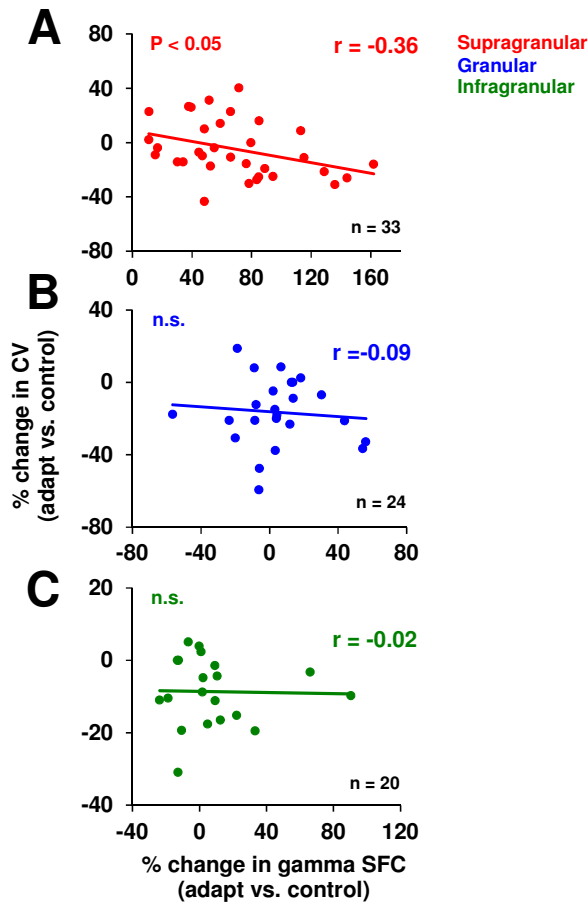 A
P < 0.05
r = -0.36
Supragranular
Granular
Infragranular
80
40
0
-40
-80
n = 33
0
40
80
120
160
B
% change in CV
(adapt vs. control)
40
0
-40
-80
n.s.
r =-0.09
n = 24
-80
-40
0
40
80
C
20
0
-20
-40
n.s.
r = -0.02
n = 20
-40
0
40
80
120
% change in gamma SFC
(adapt vs. control)